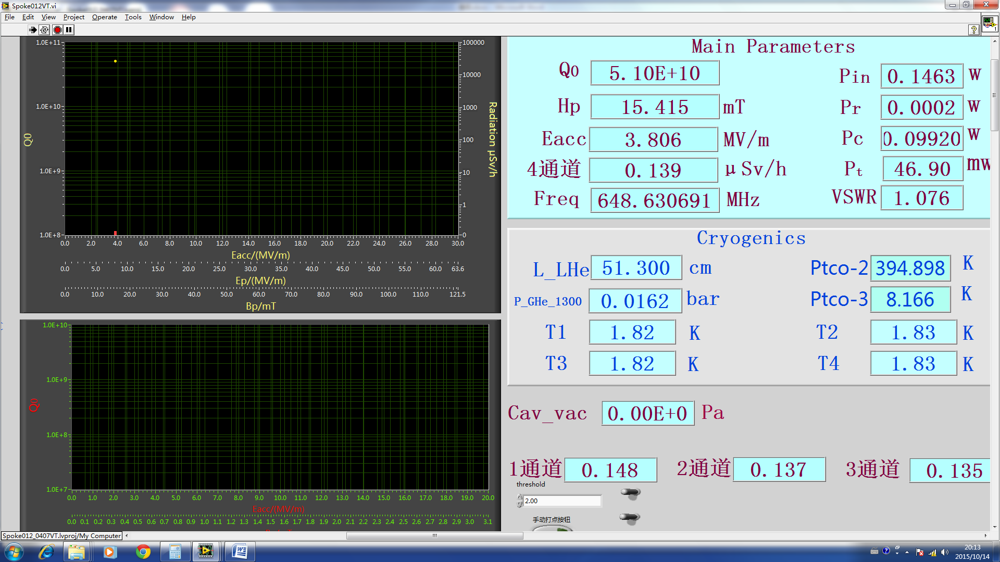 Spoke012VT.vi
File Edit View Project Operate Tools Window Help
1.0E+11
1.0E+10
1.0E+9
1.0E+8
Q0
100000
10000
1000
100
10
1
0
Radiation μSv/h
0.0 2.0 4.0 6.0 8.0 10.0 12.0 14.0 16.0 18.0 20.0 22.0 24.0 26.0 28.0 30.0
Eacc/(MV/m)
0.0 5.0 10.0 15.0 20.0 25.0 30.0 35.0 40.0 45.0 50.0 55.0 60.0 63.6
Ep/(MV/m)
0.0 10.0 20.0 30.0 40.0 50.0 60.0 70.0 80.0 90.0 100.0 110.0 121.5
Bp/mT
1.0E+10
1.0E+9
1.0E+8
1.0E+7
Q0
0.0 1.0 2.0 3.0 4.0 5.0 6.0 7.0 8.0 9.0 10.0 11.0 12.0 13.0 14.0 15.0 16.0 17.0 18.0 19.0 20.0
Eacc/(MV/m)
0.0 0.1 0.2 0.3 0.4 0.5 0.6 0.7 0.8 0.9 1.0 1.1 1.2 1.3 1.4 1.5 1.6 1.7 1.8 1.9 2.0 2.1 2.2 2.3 2.4 2.5 2.6 2.7 2.8 2.9 3.0 3.1
Main Parameters
Q0 5.10E+10
Pin 0.1463 W
Hp 15.415 mT
Pr 0.0002 W
Eacc 3.806 MV/m
Pc 0.09920 W
4通道 0.139 μSv/h
Pt 46.90 mw
Freq 648.630691 MHz
VSWR 1.076
Cryogenics
L_LHe 51.300 cm
Ptco-2 394.898 K
P_GHe_1300 0.0162 bar
Ptco-3 8.166 K
T1 1.82 K
T2 1.83 K
T3 1.82 K
T4 1.83 K
Cav_vac 0.00E+0 Pa
1通道 0.148 2通道 0.137 3通道 0.135
threshold
2.00
手动打点按钮
Spoke012_0407VT.lvproj/My Computer
20:13
2015/10/14